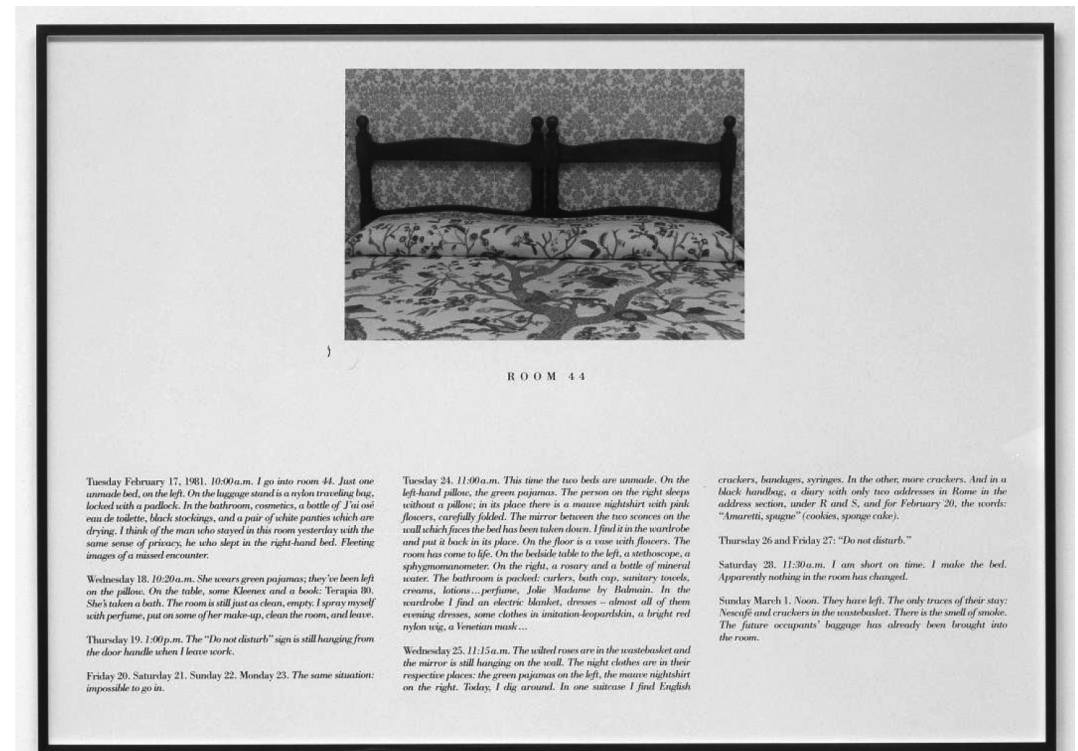 ROOM 44
Tuesday February 17, 1981. 10:00 a.m. I go into room 44. Just one
unmade bed, on the left. On the luggage stand is a nylon traveling bag,
locked with a padlock. In the bathroom, cosmetics, a bottle of J'ai osé
eau de toilette, black stockings, and a pair of white panties which are
drying. I think of the man who stayed in this room yesterday with the
same sense of privacy, he who slept in the right-hand bed. Fleeting
images of a missed encounter.
Wednesday 18. 10:20 a.m. She wears green pajamas; they've been left
on the pillow. On the table, some Kleenex and a book: Terapia 80.
She's taken a bath. The room is still just as clean, empty. I spray myself
with perfume, put on some of her make-up, clean the room, and leave.
Thursday 19. 1:00 p.m. The "Do not disturb" sign is still hanging from
the door handle when I leave work.
Friday 20. Saturday 21. Sunday 22. Monday 23. The same situation:
impossible to go in.
Tuesday 24. 11:00 a.m. This time the two beds are unmade. On the
left-hand pillow, the green pajamas. The person on the right sleeps
without a pillow; in its place there is a mauve nightshirt with pink
flowers, carefully folded. The mirror between the two sconces on the
wall which faces the bed has been taken down. I find it in the wardrobe
and put it back in its place. On the floor is a vase with flowers. The
room has come to life. On the bedside table to the left, a stethoscope, a
sphygmomanometer. On the right, a rosary and a bottle of mineral
water. The bathroom is packed: curlers, bath cap, sanitary towels,
creams, lotions...perfume, Jolie Madame by Balmain. In the
wardrobe I find an electric blanket, dresses – almost all of them
evening dresses, some clothes in imitation-leopardskin, a bright red
nylon wig, a Venetian mask...
Wednesday 25. 11:15 a.m. The wilted roses are in the wastebasket and
the mirror is still hanging on the wall. The night clothes are in their
respective places: the green pajamas on the left, the mauve nightshirt
on the right. Today, I dig around. In one suitcase I find English
crackers, bandages, syringes. In the other, more crackers. And in a
black handbag, a diary with only two addresses in Rome in the
address section, under R and S, and for February 20, the words:
"Amaretti, spugne" (cookies, sponge cake).
Thursday 26 and Friday 27: "Do not disturb."
Saturday 28. 11:30 a.m. I am short on time. I make the bed.
Apparently nothing in the room has changed.
Sunday March 1. Noon. They have left. The only traces of their stay:
Nescafé and crackers in the wastebasket. There is the smell of smoke.
The future occupants' baggage has already been brought into
the room.